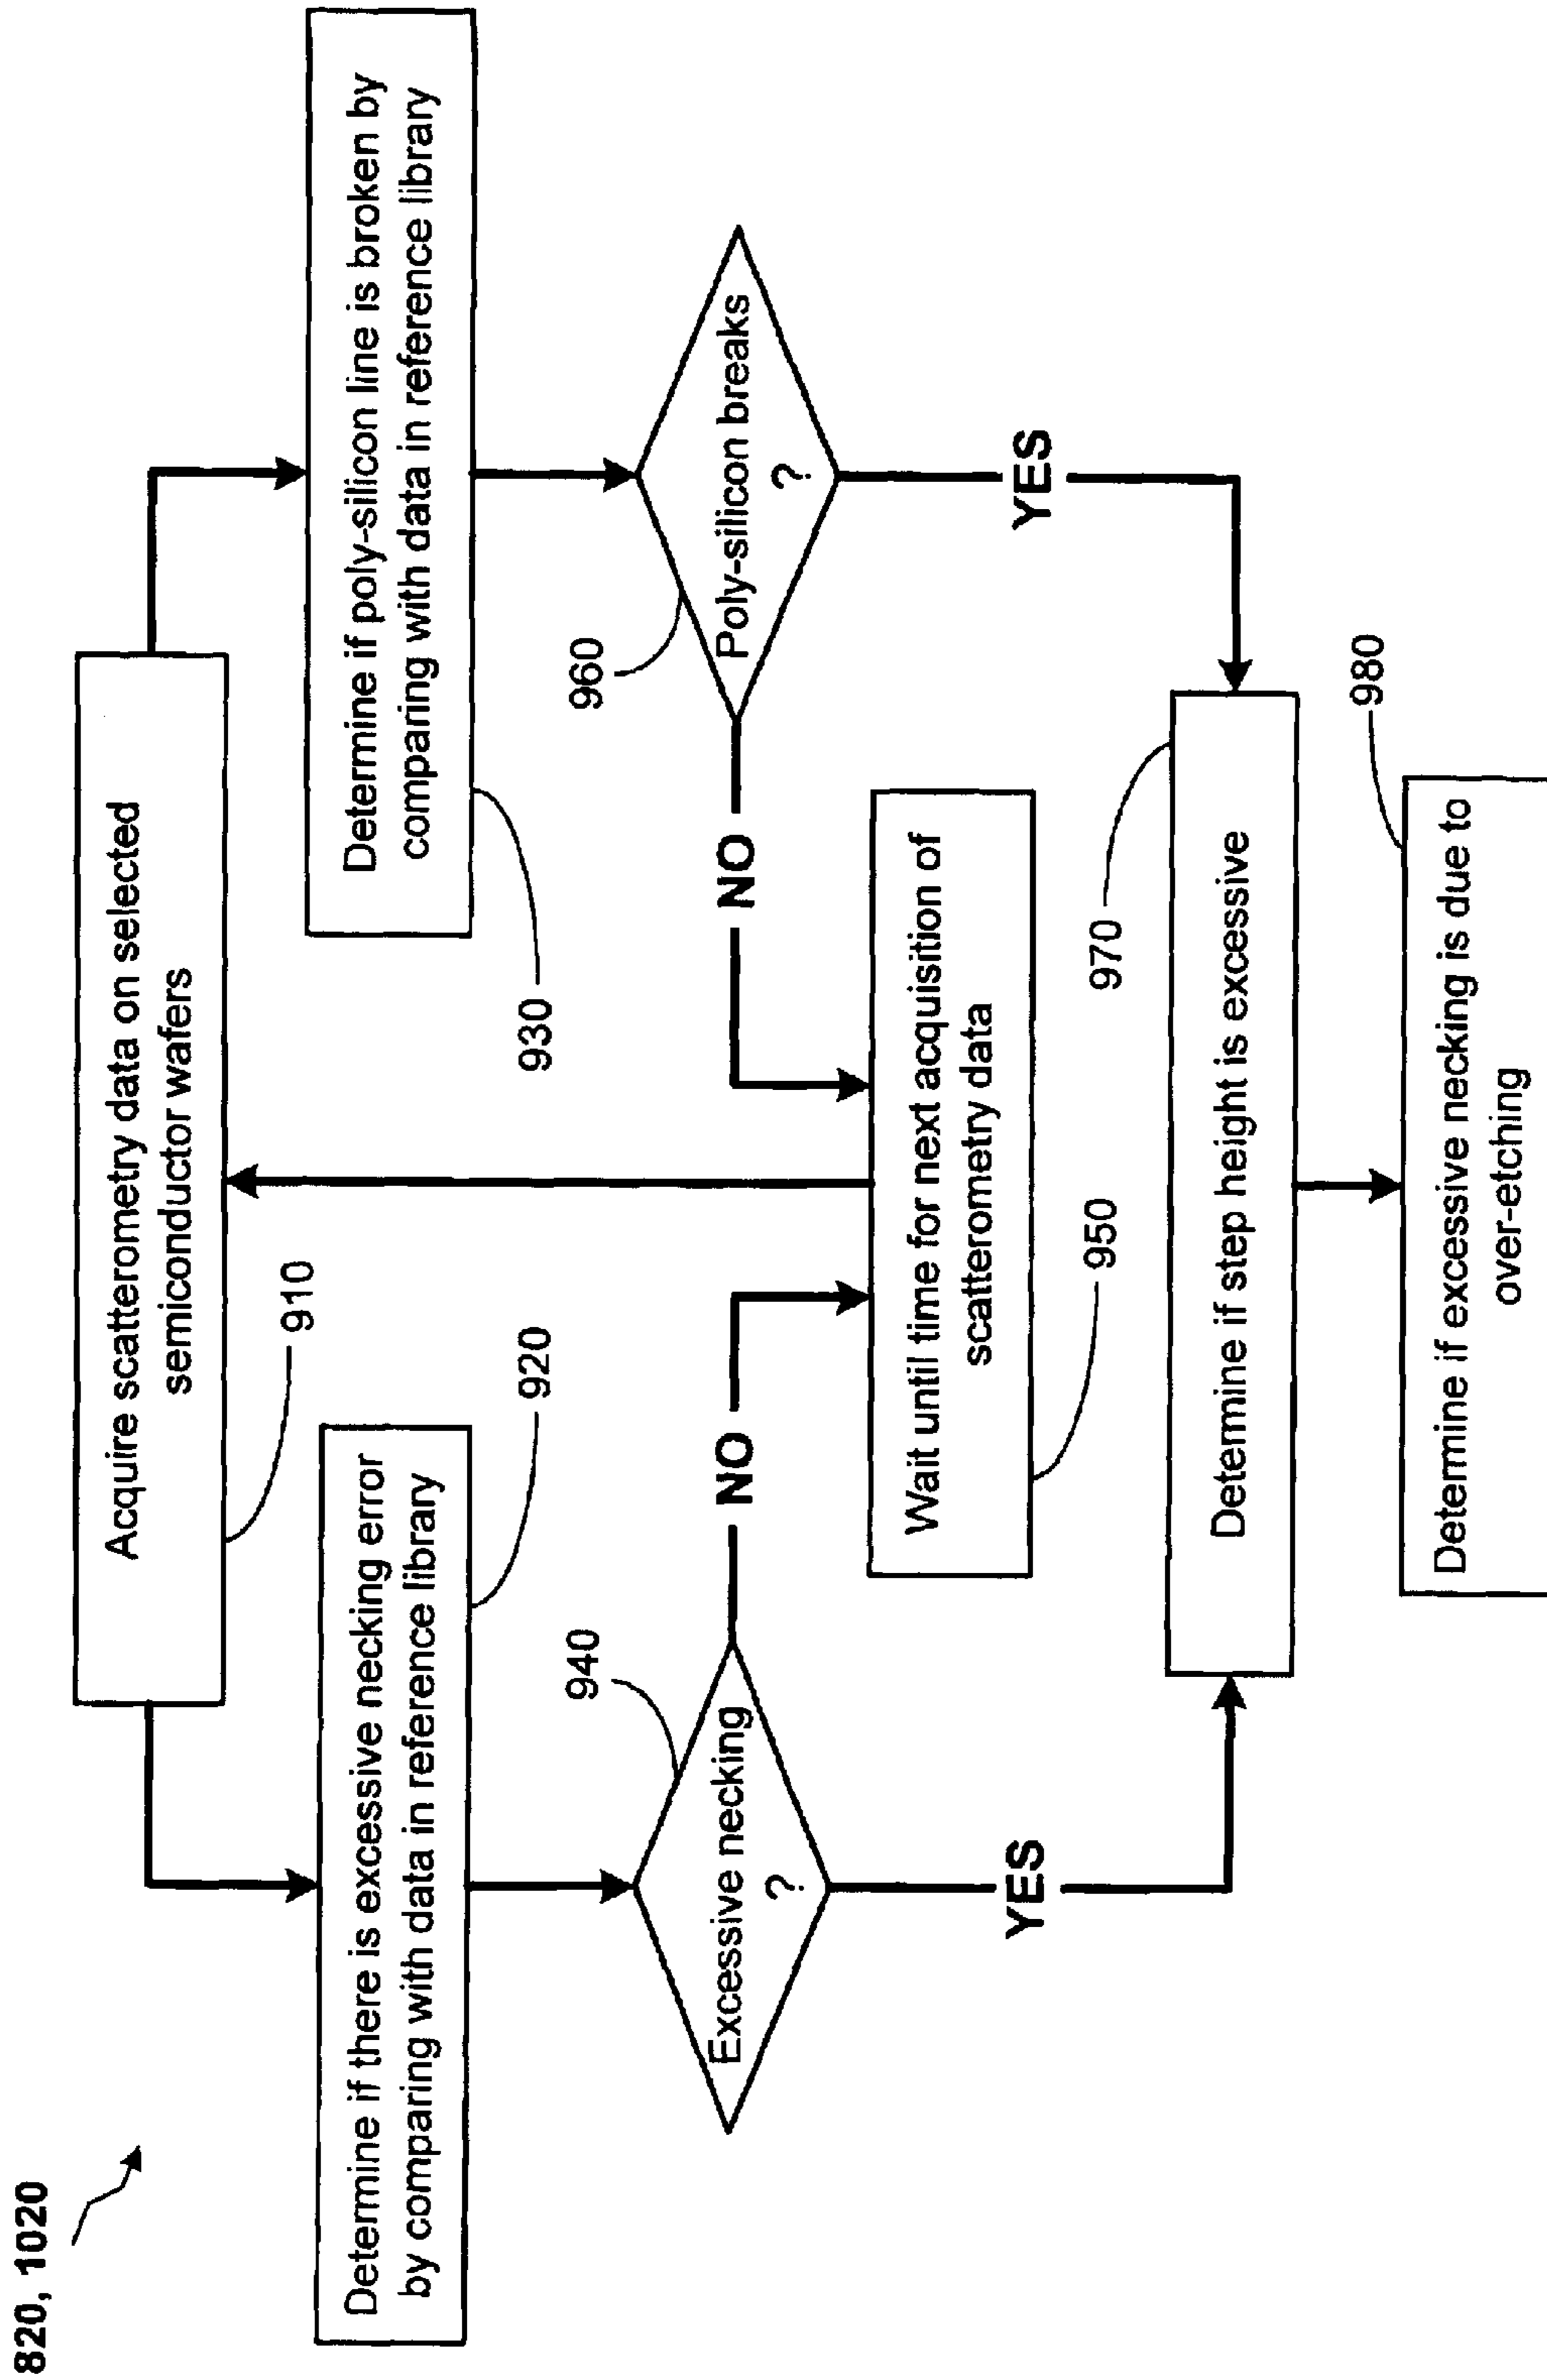 820, 1020
Acquire scatterometry data on selected
semiconductor wafers
910
Determine if there is excessive necking error
by comparing with data in reference library
920
Determine if poly-silicon line is broken by
comparing with data in reference library
930
Excessive necking
?
940
NO
YES
Poly-silicon breaks
?
960
NO
YES
Wait until time for next acquisition of
scatterometry data
950
Determine if step height is excessive
970
Determine if excessive necking is due to
over-etching
980